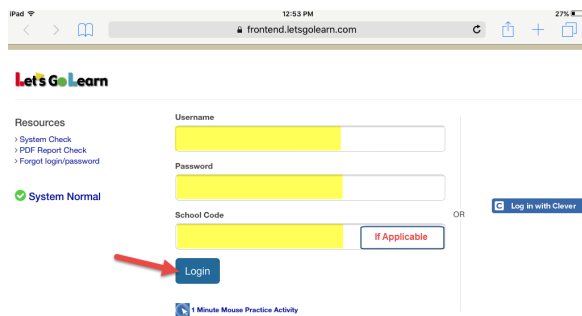 iPad 12:53 PM 27%
frontend.letsgolearn.com
Let's Go Learn
Resources
> System Check
> PDF Report Check
> Forgot login/password
System Normal
Username
Password
School Code
If Applicable
Login
1 Minute Mouse Practice Activity
OR
C Log in with Clever